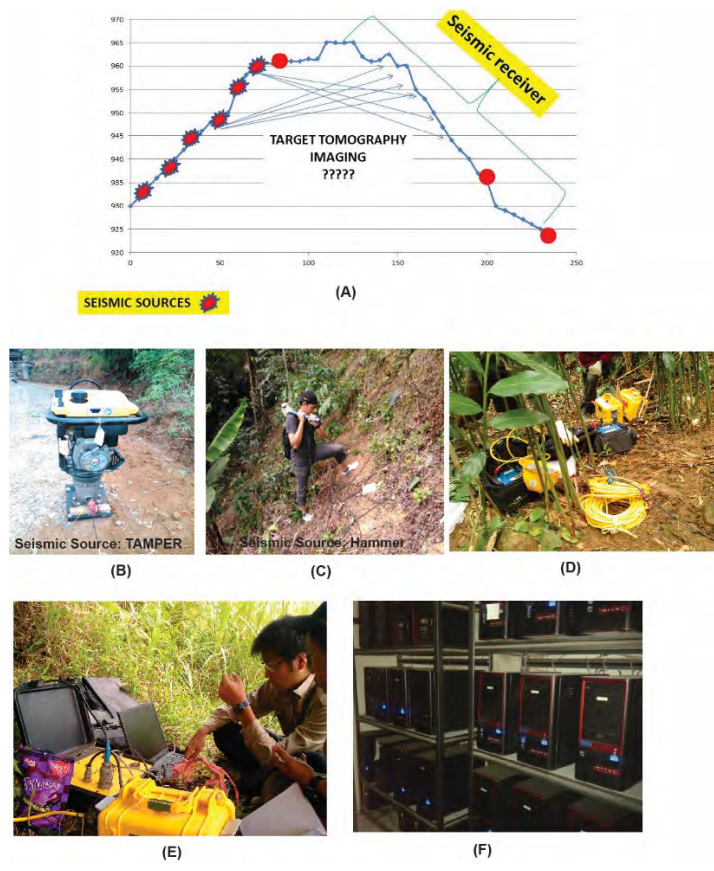 970
965
960
955
950
945
940
935
930
925
920
0
50
100
150
200
250
Seismic receiver
TARGET TOMOGRAPHY
IMAGING
?????
(A)
SEISMIC SOURCES
Seismic Source: TAMPER
Seismic Source: Hammer
(B)
(C)
(D)
(E)
(F)